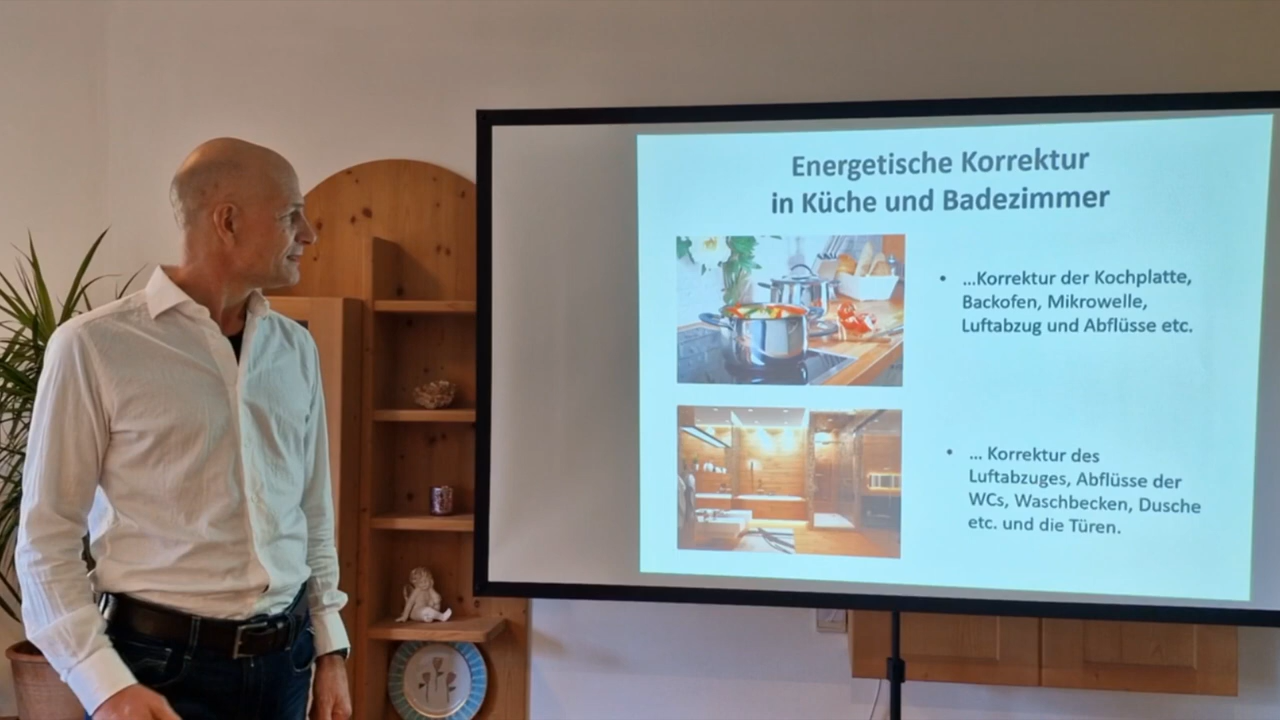 Energetische Korrektur
in Küche und Badezimmer
• ...Korrektur der Kochplatte,
Backofen, Mikrowelle,
Luftabzug und Abflüsse etc.
• ... Korrektur des
Luftabzuges, Abflüsse der
WCs, Waschbecken, Dusche
etc. und die Türen.